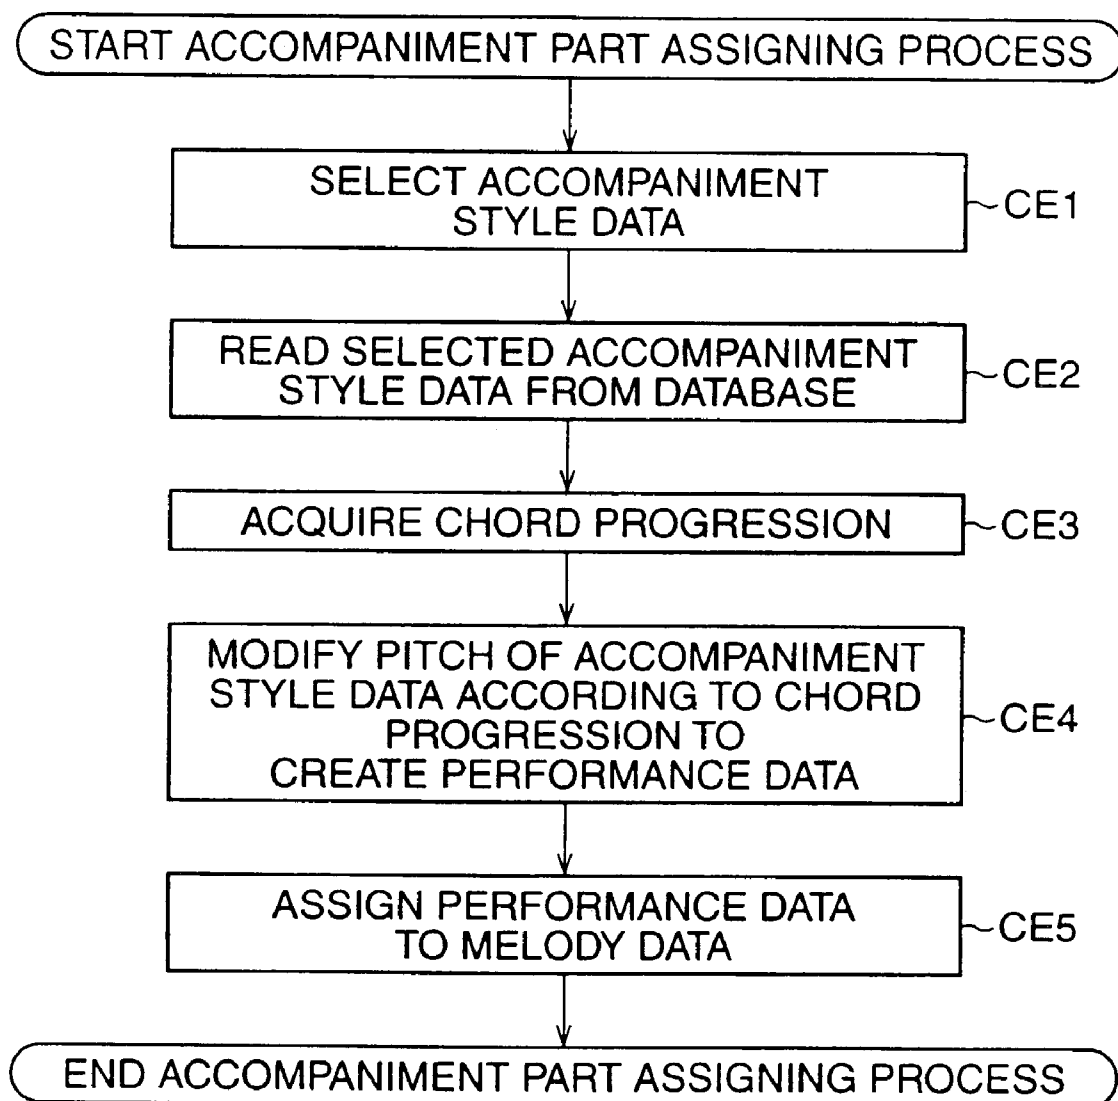 START ACCOMPANIMENT PART ASSIGNING PROCESS
SELECT ACCOMPANIMENT
STYLE DATA
CE1
READ SELECTED ACCOMPANIMENT
STYLE DATA FROM DATABASE
CE2
ACQUIRE CHORD PROGRESSION
CE3
MODIFY PITCH OF ACCOMPANIMENT
STYLE DATA ACCORDING TO CHORD
PROGRESSION TO
CREATE PERFORMANCE DATA
CE4
ASSIGN PERFORMANCE DATA
TO MELODY DATA
CE5
END ACCOMPANIMENT PART ASSIGNING PROCESS